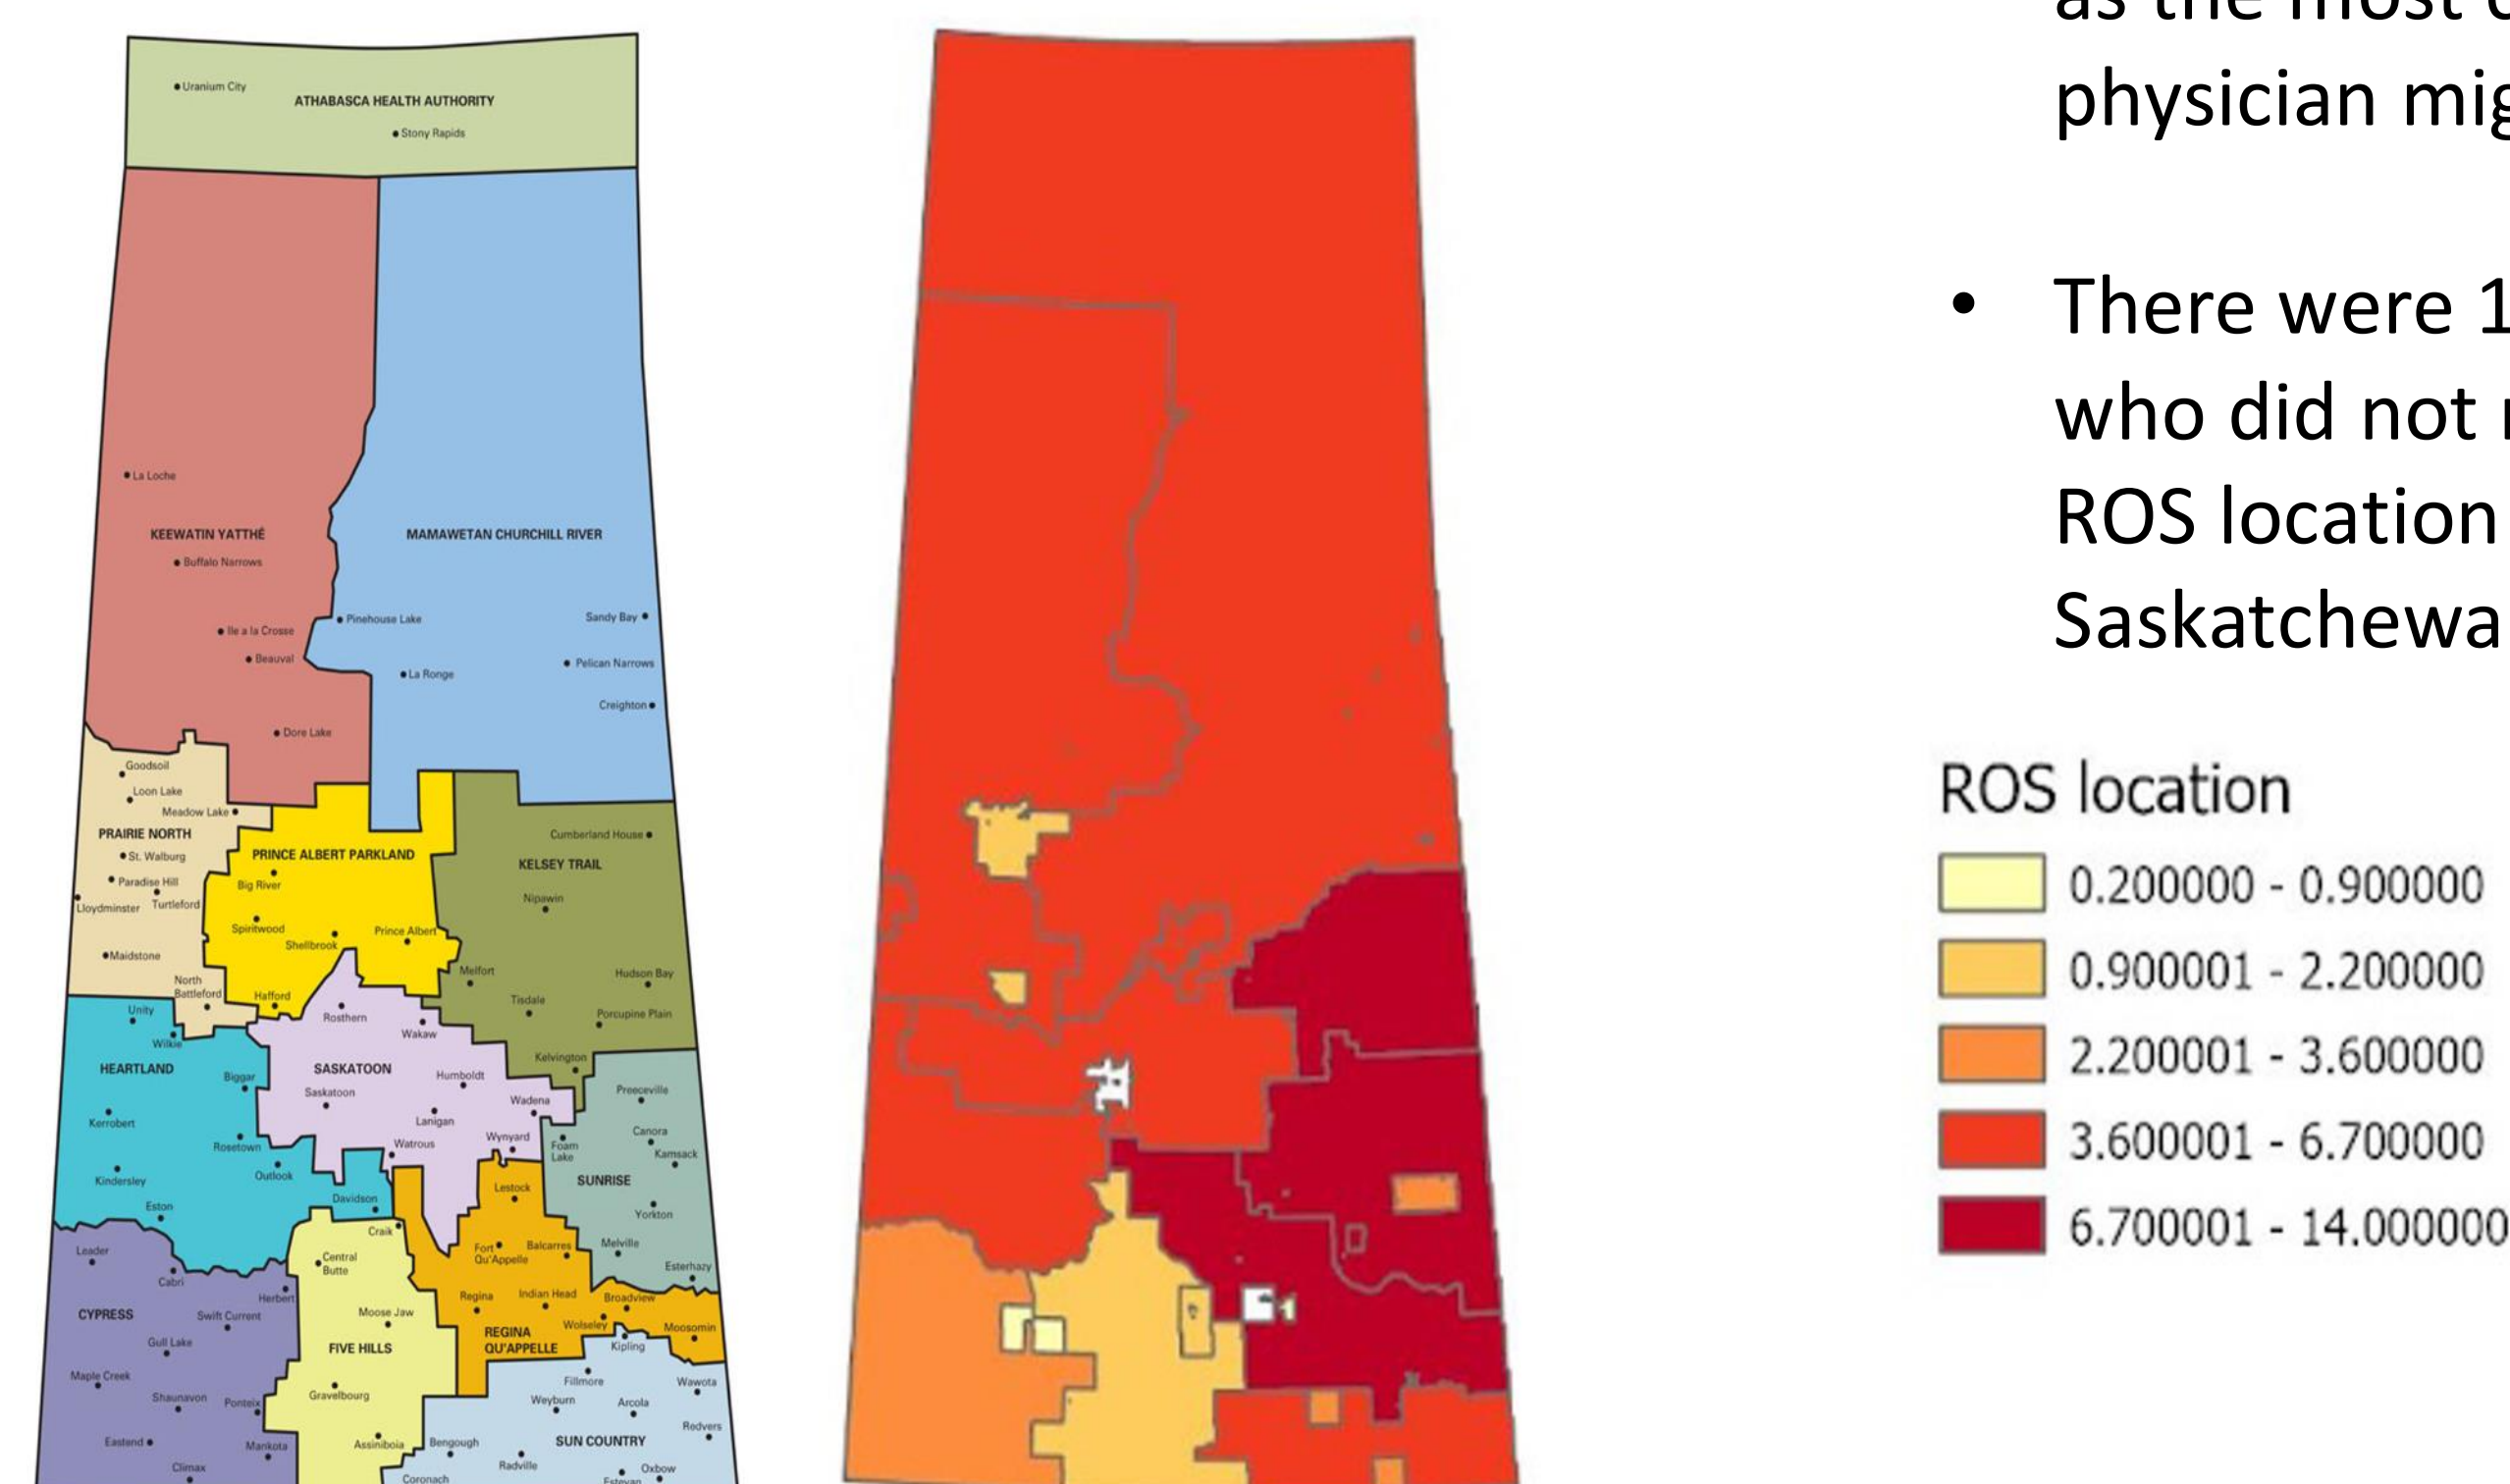 Uranium City
ATHABASCA HEALTH AUTHORITY
Stony Rapids
La Loche
KEEWATIN YATTHÉ
MAMAWETAN CHURCHILL RIVER
Buffalo Narrows
Pinehouse Lake
Sandy Bay
Ile a la Crosse
Beauval
Pelican Narrows
La Ronge
Creighton
Dore Lake
Goodsoil
Loon Lake
Meadow Lake
PRAIRIE NORTH
Cumberland House
St. Walburg
PRINCE ALBERT PARKLAND
KELSEY TRAIL
Paradise Hill
Big River
Lloydminster
Turtleford
Nipawin
Spiritwood
Shellbrook
Prince Albert
Maidstone
Melfort
Hudson Bay
North
Battleford
Hafford
Tisdale
Unity
Rosthern
Porcupine Plain
Wakaw
Wilkie
Kelvington
HEARTLAND
SASKATOON
Biggar
Humboldt
Saskatoon
Preeceville
Wadena
Kerrobert
Lanigan
Canora
Rosetown
Watrous
Wynyard
Foam
Lake
Kamsack
Outlook
Kindersley
SUNRISE
Lestock
Davidson
Eston
Yorkton
Craik
Leader
Central
Butte
Fort
Qu'Appelle
Balcarres
Melville
Esterhazy
Cabri
Herbert
CYPRESS
Swift Current
Moose Jaw
Regina
Indian Head
Broadview
Gull Lake
FIVE HILLS
REGINA
QU'APPELLE
Wolseley
Moosomin
Kipling
Maple Creek
Shaunavon
Ponteix
Gravelbourg
Fillmore
Wawota
Weyburn
Arcola
Redvers
Eastend
Mankota
Assiniboia
Bengough
SUN COUNTRY
Climax
Coronach
Radville
Estevan
Oxbow
as the most
physician mig
• There were 1
who did not
ROS location
Saskatchewa
ROS location
0.200000 - 0.900000
0.900001 - 2.200000
2.200001 - 3.600000
3.600001 - 6.700000
6.700001 - 14.000000